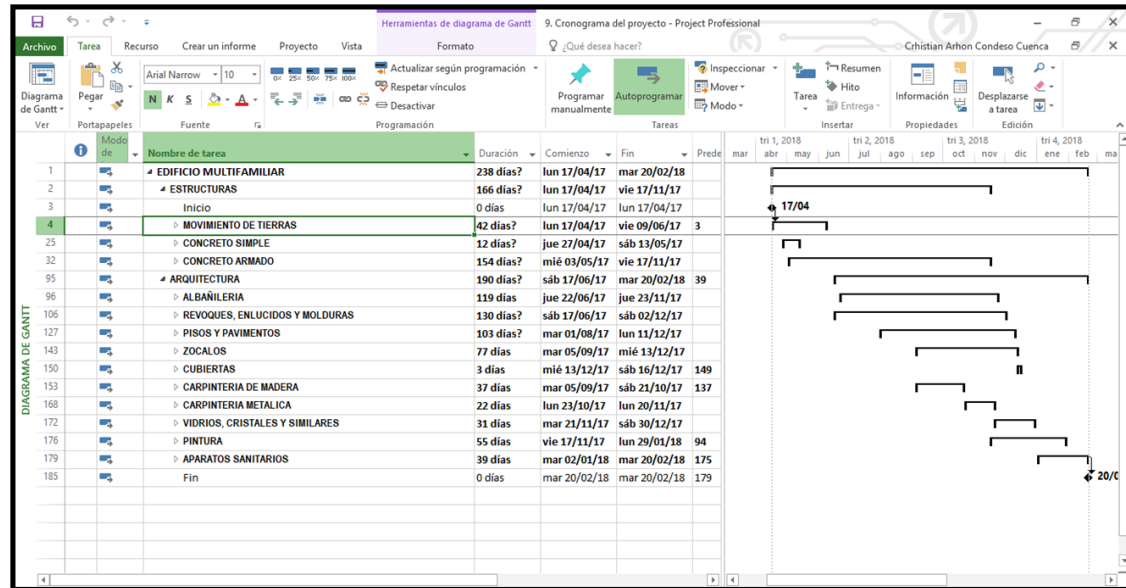 Herramientas de diagrama de Gantt 9. Cronograma del proyecto - Project Professional
Archivo Tarea Recurso Crear un informe Proyecto Vista Formato ¿Qué desea hacer? Crhistian Arhon Condeso Cuenca
Diagrama de Gantt
Pegar
Arial Narrow 10
N K S A
0% 25% 50% 75% 100%
Actualizar según programación
Respetar vínculos
Desactivar
Programar manualmente
Autoprogramar
Inspeccionar
Mover
Modo
Tarea
Resumen
Hito
Entrega
Información
Desplazarse a tarea
Ver Portapapeles Fuente Programación Tareas Insertar Propiedades Edición
Modo de Nombre de tarea Duración Comienzo Fin Prede
tri 1, 2018 tri 2, 2018 tri 3, 2018 tri 4, 2018
mar abr may jun jul ago sep oct nov dic ene feb ma
1 EDIFICIO MULTIFAMILIAR 238 días? lun 17/04/17 mar 20/02/18
2 ESTRUCTURAS 166 días? lun 17/04/17 vie 17/11/17
3 Inicio 0 días lun 17/04/17 lun 17/04/17 17/04
4 MOVIMIENTO DE TIERRAS 42 días? lun 17/04/17 vie 09/06/17 3
25 CONCRETO SIMPLE 12 días? jue 27/04/17 sáb 13/05/17
32 CONCRETO ARMADO 154 días? mié 03/05/17 vie 17/11/17
95 ARQUITECTURA 190 días? sáb 17/06/17 mar 20/02/18 39
96 ALBAÑILERIA 119 días jue 22/06/17 jue 23/11/17
106 REVOQUES, ENLUCIDOS Y MOLDURAS 130 días? sáb 17/06/17 sáb 02/12/17
127 PISOS Y PAVIMENTOS 103 días? mar 01/08/17 lun 11/12/17
143 ZOCALOS 77 días mar 05/09/17 mié 13/12/17
150 CUBIERTAS 3 días mié 13/12/17 sáb 16/12/17 149
153 CARPINTERIA DE MADERA 37 días mar 05/09/17 sáb 21/10/17 137
168 CARPINTERIA METALICA 22 días lun 23/10/17 lun 20/11/17
172 VIDRIOS, CRISTALES Y SIMILARES 31 días mar 21/11/17 sáb 30/12/17
176 PINTURA 55 días vie 17/11/17 lun 29/01/18 94
179 APARATOS SANITARIOS 39 días mar 02/01/18 mar 20/02/18 175
185 Fin 0 días mar 20/02/18 mar 20/02/18 179
DIAGRAMA DE GANTT